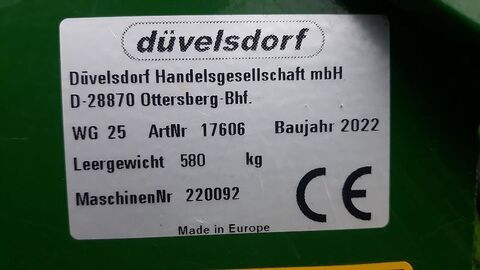 düvelsdorf
Düvelsdorf Handelsgesellschaft mbH
D-28870 Ottersberg-Bhf.
WG 25 ArtNr 17606 Baujahr 2022
Leergewicht 580 kg
MaschinenNr 220092
CE
Made in Europe